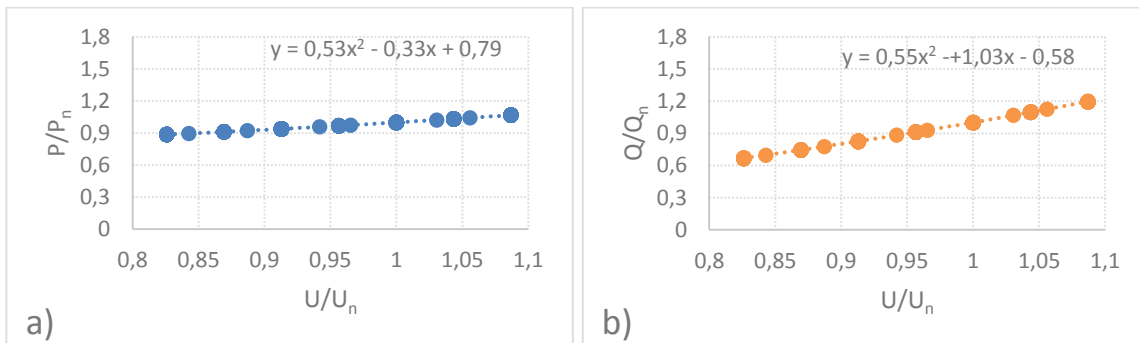 y = 0,53x² - 0,33x + 0,79
1,8
1,5
1,2
0,9
0,6
0,3
0
P/Pn
0,8 0,85 0,9 0,95 1 1,05 1,1
U/Un
a)
y = 0,55x² -+1,03x - 0,58
1,8
1,5
1,2
0,9
0,6
0,3
0
Q/Qn
0,8 0,85 0,9 0,95 1 1,05 1,1
U/Un
b)